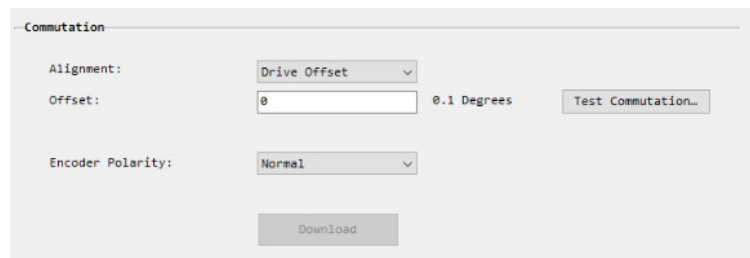 Commutation
Alignment: Drive Offset
Offset: 0 0.1 Degrees Test Commutation…
Encoder Polarity: Normal
Download